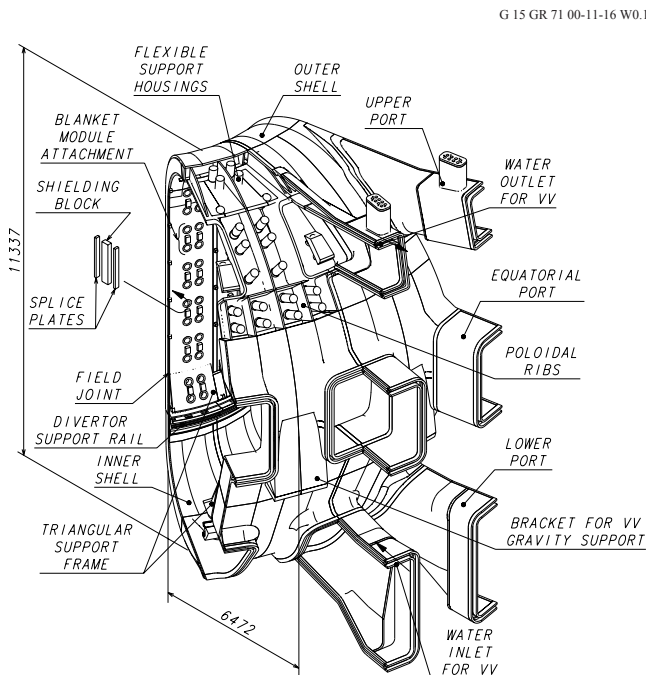 G 15 GR 71 00-11-16 W0.1
FLEXIBLE
SUPPORT
HOUSINGS
OUTER
SHELL
UPPER
PORT
BLANKET
MODULE
ATTACHMENT
WATER
OUTLET
FOR VV
SHIELDING
BLOCK
11337
EQUATORIAL
PORT
SPLICE
PLATES
POLOIDAL
RIBS
FIELD
JOINT
DIVERTOR
SUPPORT RAIL
LOWER
PORT
INNER
SHELL
BRACKET FOR VV
GRAVITY SUPPORT
TRIANGULAR
SUPPORT
FRAME
6472
WATER
INLET
FOR VV